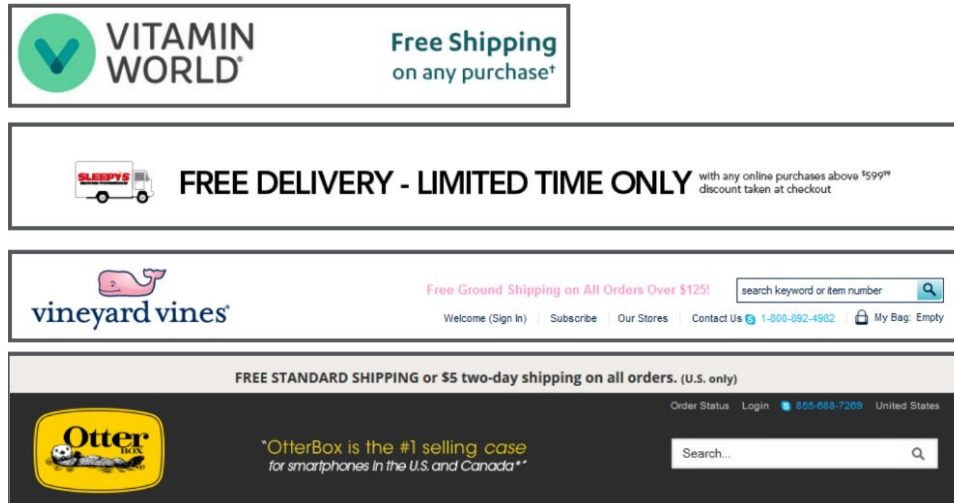 VITAMIN
WORLD®
Free Shipping
on any purchase†
SLEEPY'S
FREE DELIVERY - LIMITED TIME ONLY
with any online purchases above $599⁹⁹
discount taken at checkout
vineyard vines®
Free Ground Shipping on All Orders Over $125!
search keyword or item number
Welcome (Sign In) Subscribe Our Stores Contact Us 1-800-892-4982 My Bag: Empty
FREE STANDARD SHIPPING or $5 two-day shipping on all orders. (U.S. only)
Order Status Login 855-688-7269 United States
Otter
BOX
"OtterBox is the #1 selling case
for smartphones in the U.S. and Canada*"
Search...